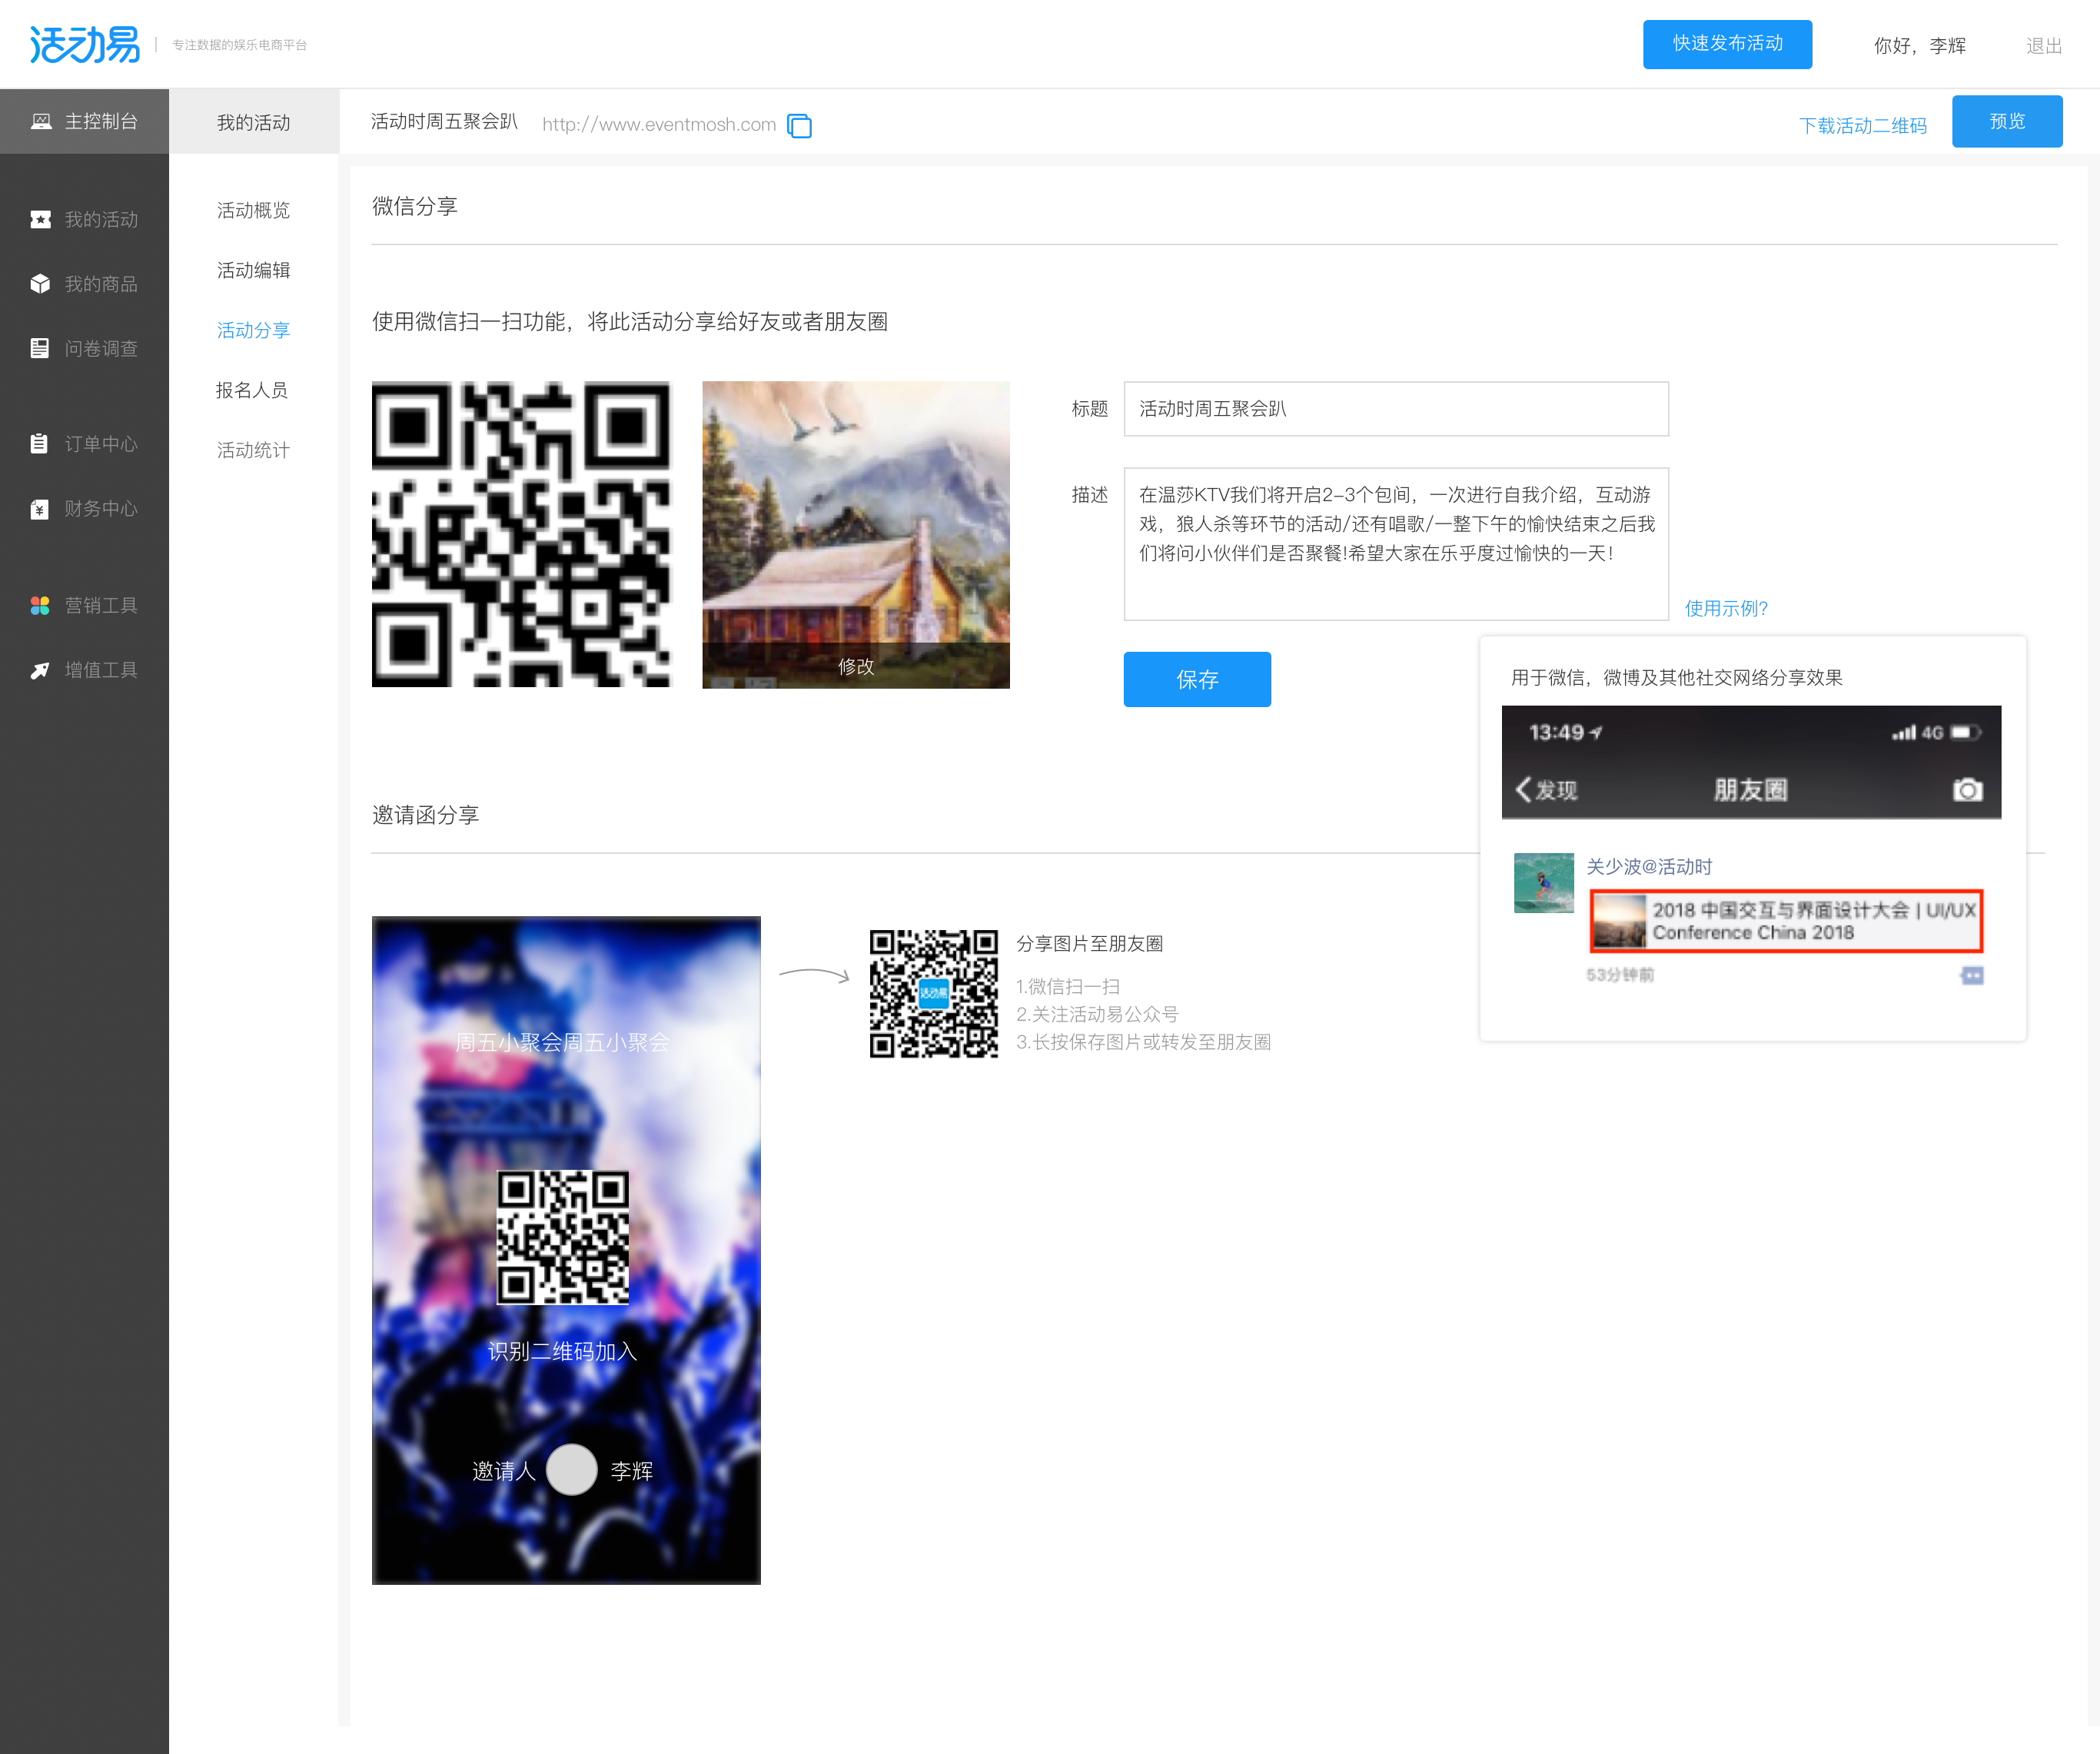 活动易
专注数据的娱乐电商平台
快速发布活动
你好，李辉
退出
主控制台
我的活动
我的商品
问卷调查
订单中心
财务中心
营销工具
增值工具
我的活动
活动概览
活动编辑
活动分享
报名人员
活动统计
活动时周五聚会趴
http://www.eventmosh.com
下载活动二维码
预览
微信分享
使用微信扫一扫功能，将此活动分享给好友或者朋友圈
修改
标题
活动时周五聚会趴
描述
在温莎KTV我们将开启2-3个包间，一次进行自我介绍，互动游
戏，狼人杀等环节的活动/还有唱歌/一整下午的愉快结束之后我
们将问小伙伴们是否聚餐!希望大家在乐乎度过愉快的一天！
使用示例?
保存
用于微信，微博及其他社交网络分享效果
13:49
4G
发现
朋友圈
关少波@活动时
2018 中国交互与界面设计大会 | UI/UX
Conference China 2018
53分钟前
邀请函分享
周五小聚会周五小聚会
识别二维码加入
邀请人
李辉
活动易
分享图片至朋友圈
1.微信扫一扫
2.关注活动易公众号
3.长按保存图片或转发至朋友圈